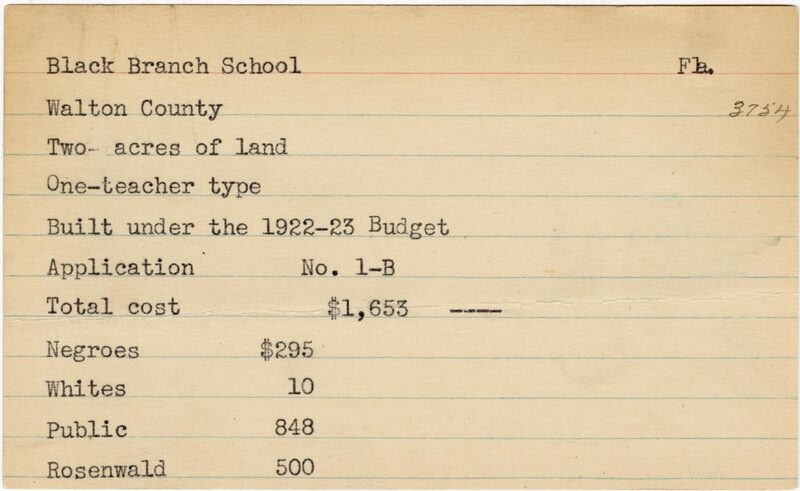 Black Branch School Fla.
Walton County 3754
Two- acres of land
One-teacher type
Built under the 1922-23 Budget
Application No. 1-B
Total cost $1,653
Negroes $295
Whites 10
Public 848
Rosenwald 500